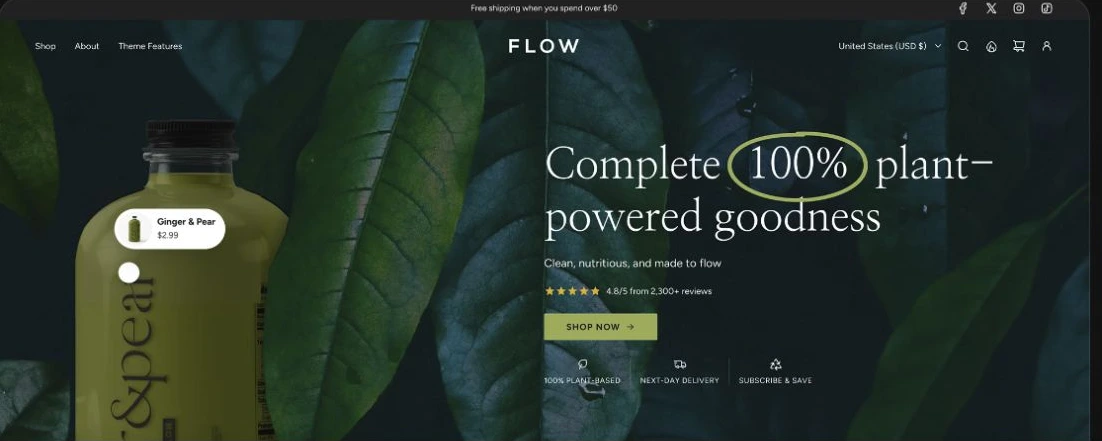 Free shipping when you spend over $50
Shop About Theme Features
FLOW
United States (USD $)
Complete 100% plant–
powered goodness
Clean, nutritious, and made to flow
4.8/5 from 2,300+ reviews
SHOP NOW →
100% PLANT-BASED
NEXT-DAY DELIVERY
SUBSCRIBE & SAVE
Ginger & Pear
$2.99
&pear